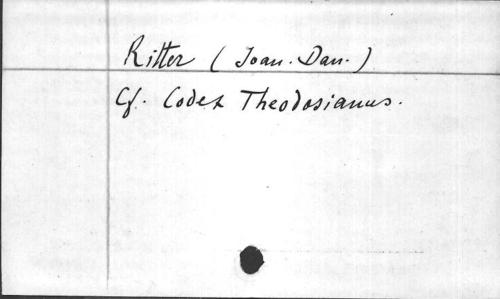 Ritter (Joan. Dan.)
Cf. Codex Theodosianus.